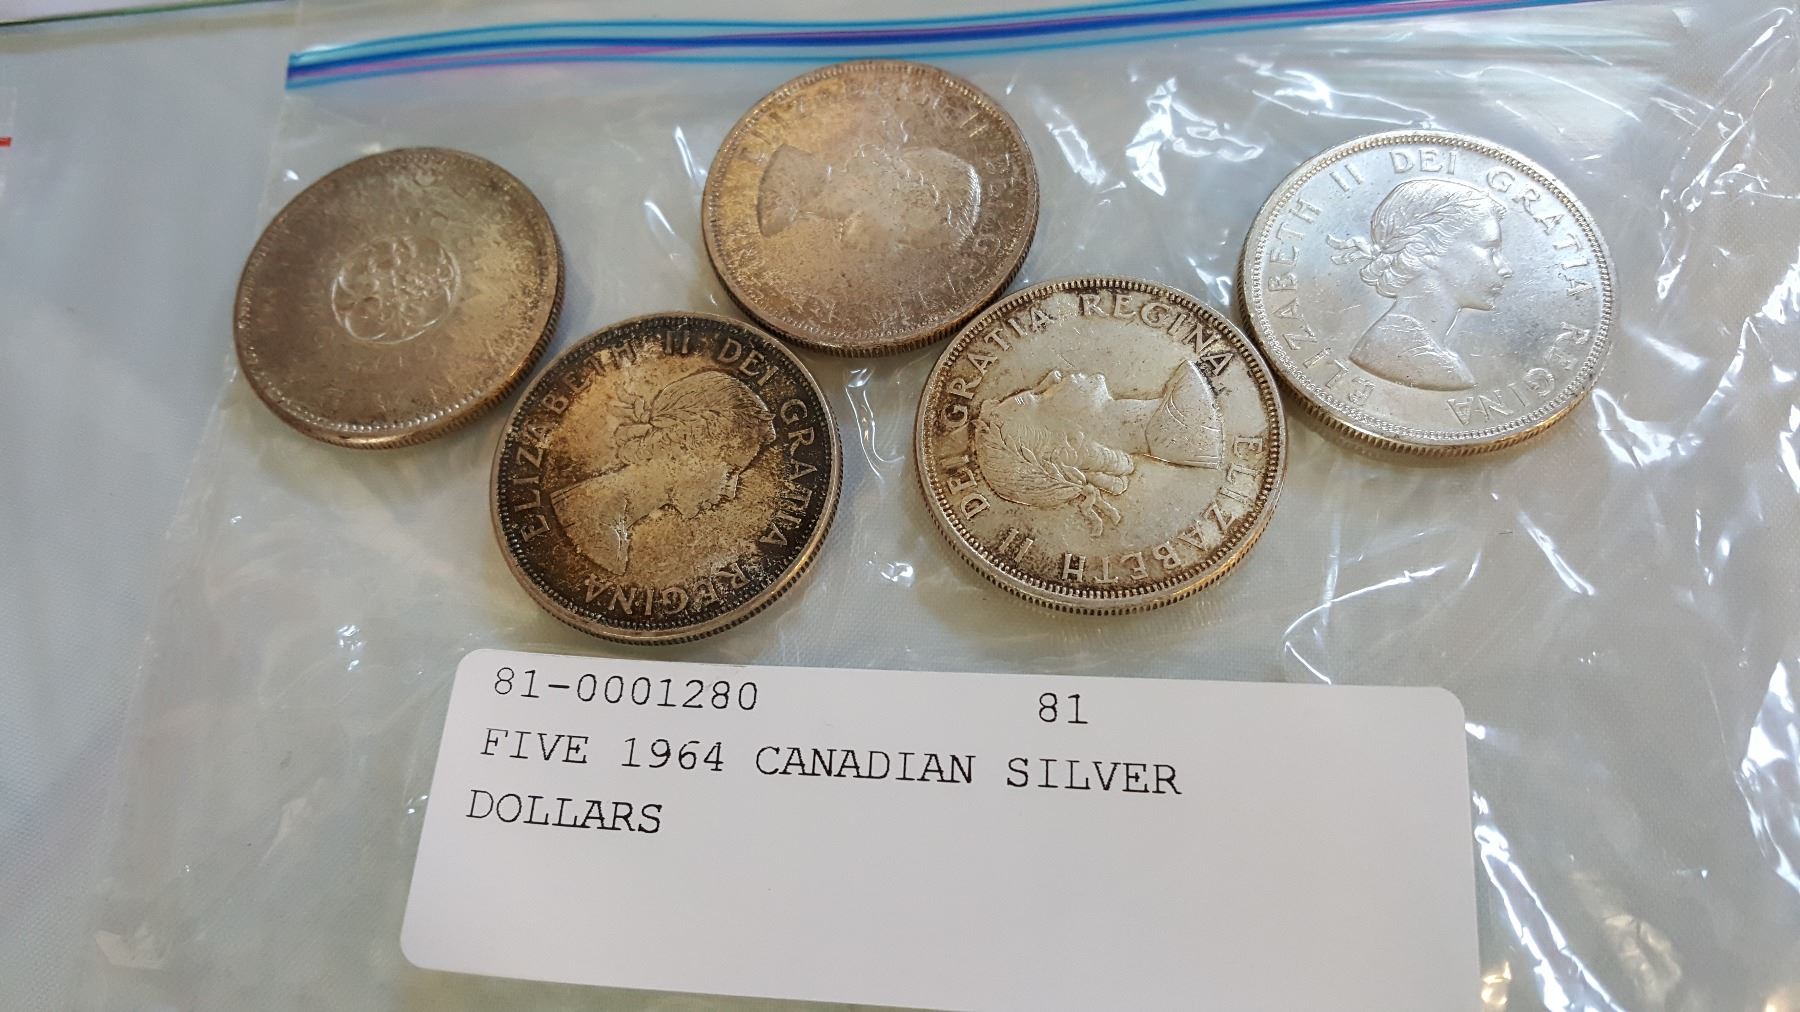 ELIZABETH II DEI GRATIA REGINA
ELIZABETH II DEI GRATIA REGINA
ELIZABETH II DEI GRATIA REGINA
81-0001280 81
FIVE 1964 CANADIAN SILVER
DOLLARS